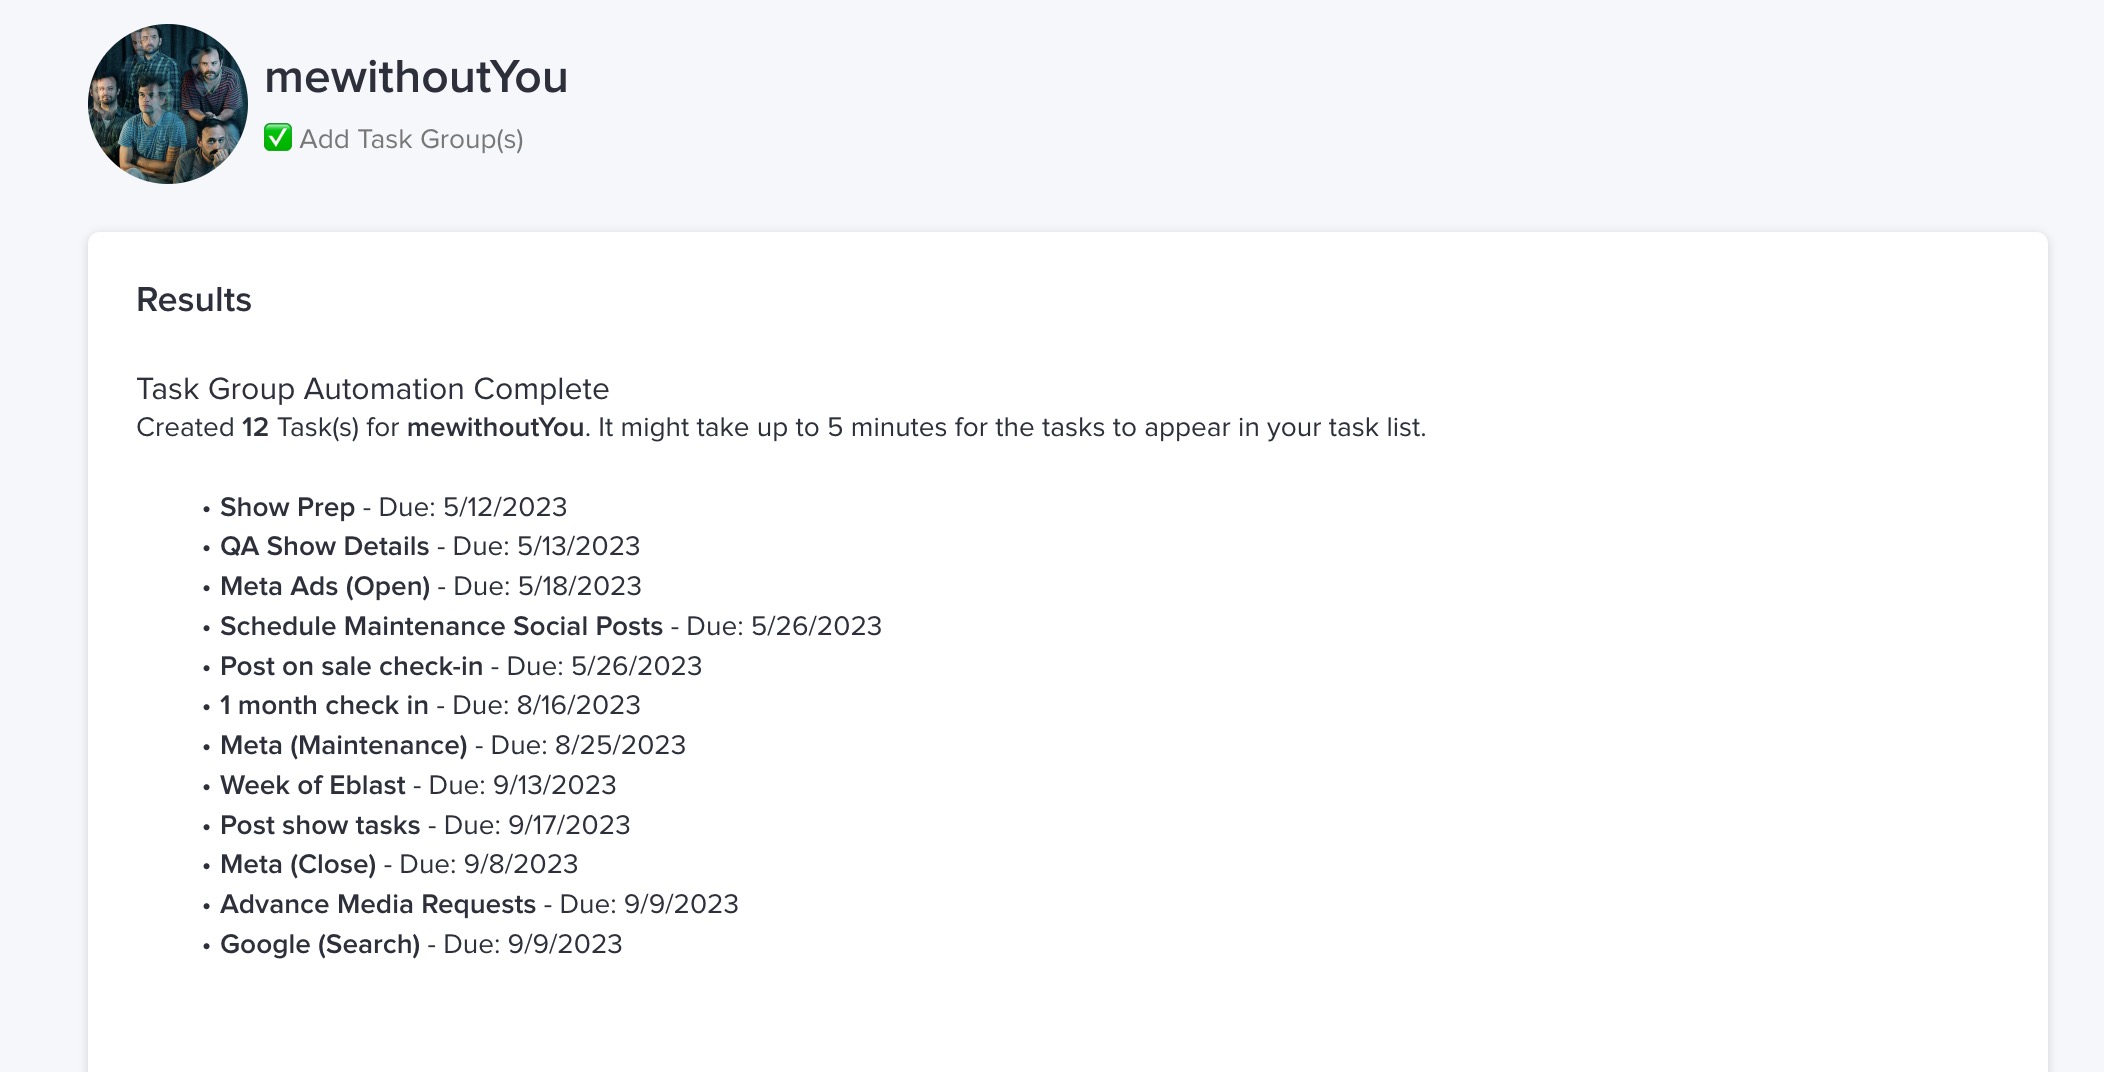 mewithoutYou
✅ Add Task Group(s)
Results
Task Group Automation Complete
Created 12 Task(s) for mewithoutYou. It might take up to 5 minutes for the tasks to appear in your task list.
• Show Prep - Due: 5/12/2023
• QA Show Details - Due: 5/13/2023
• Meta Ads (Open) - Due: 5/18/2023
• Schedule Maintenance Social Posts - Due: 5/26/2023
• Post on sale check-in - Due: 5/26/2023
• 1 month check in - Due: 8/16/2023
• Meta (Maintenance) - Due: 8/25/2023
• Week of Eblast - Due: 9/13/2023
• Post show tasks - Due: 9/17/2023
• Meta (Close) - Due: 9/8/2023
• Advance Media Requests - Due: 9/9/2023
• Google (Search) - Due: 9/9/2023